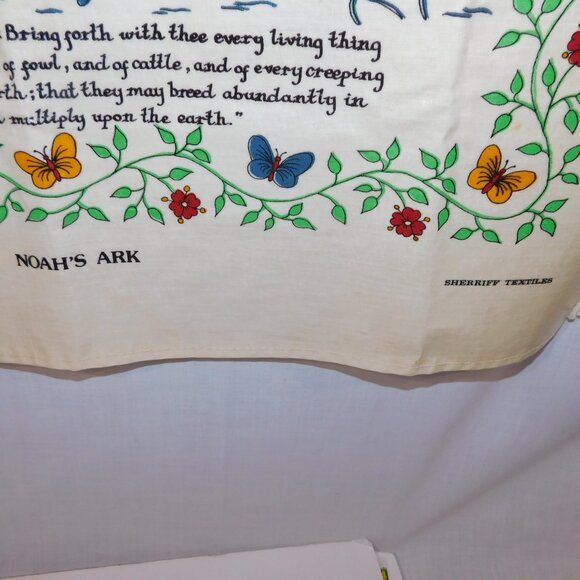 Bring forth with thee every living thing
of fowl, and of cattle, and of every creeping
rth; that they may breed abundantly in
multiply upon the earth."
NOAH'S ARK
SHERRIFF TEXTILES